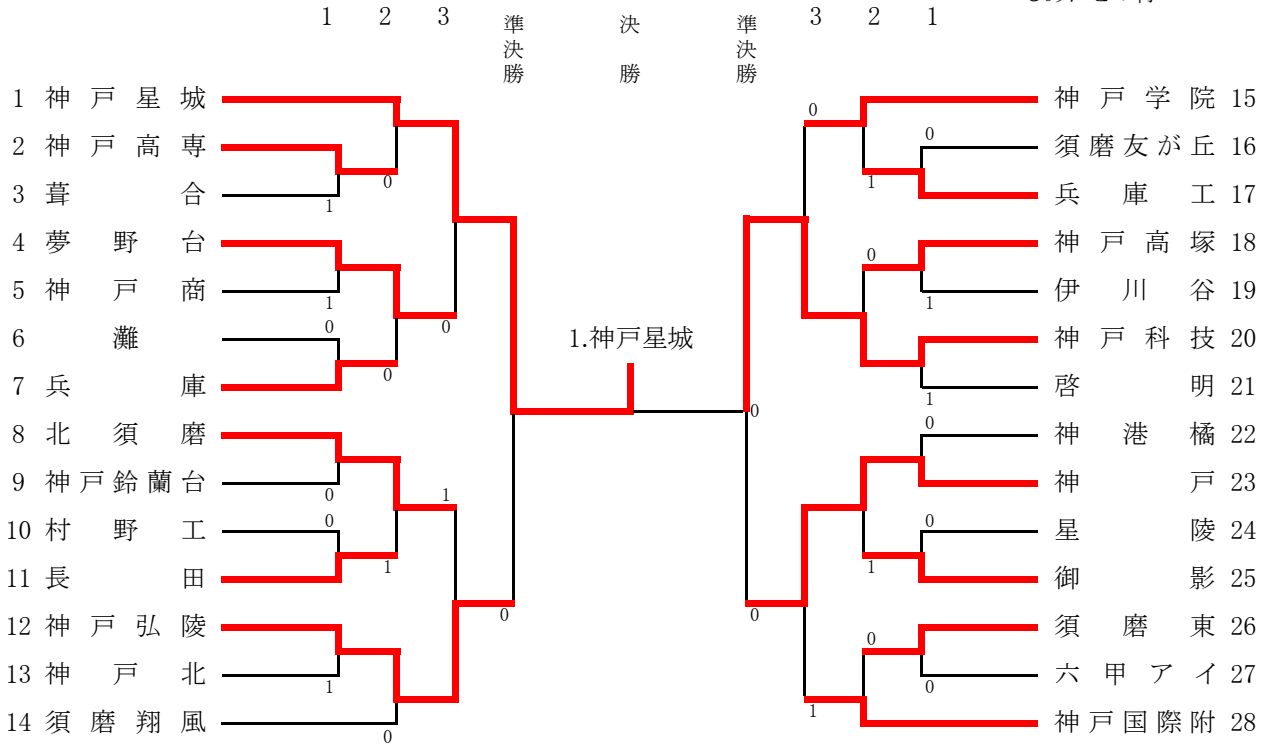 1 2 3 準決勝 決勝 準決勝 3 2 1
1 神戸星城
2 神戸高専
3 葺合
4 夢野台
5 神戸商
6 灘
7 兵庫
8 北須磨
9 神戸鈴蘭台
10 村野工
11 長田
12 神戸弘陵
13 神戸北
14 須磨翔風
0
1
1
0
0
0
0
0
1
1
1
0
0
1.神戸星城
0
0
0
0
1
0
1
1
0
0
1
0
0
1
神戸学院 15
須磨友が丘 16
兵庫工 17
神戸高塚 18
伊川谷 19
神戸科技 20
啓明 21
神港橘 22
神戸 23
星陵 24
御影 25
須磨東 26
六甲アイ 27
神戸国際附 28